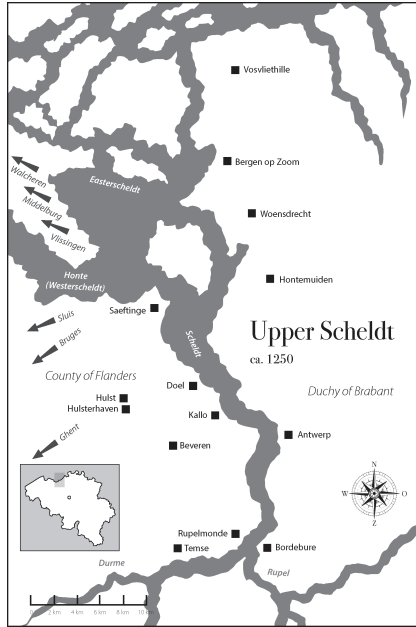 Vosvliethille
Bergen op Zoom
Walcheren
Easterscheldt
Middelburg
Woensdrecht
Vlissingen
Honte
(Westerscheldt)
Hontemuiden
Saeftinge
Sluis
Bruges
Scheldt
Upper Scheldt
ca. 1250
County of Flanders
Doel
Duchy of Brabant
Hulst
Hulsterhaven
Kallo
Ghent
Beveren
Antwerp
N
W
O
Z
Rupelmonde
Temse
Bordebure
Durme
Rupel
0 2 km 4 km 6 km 8 km 10 km